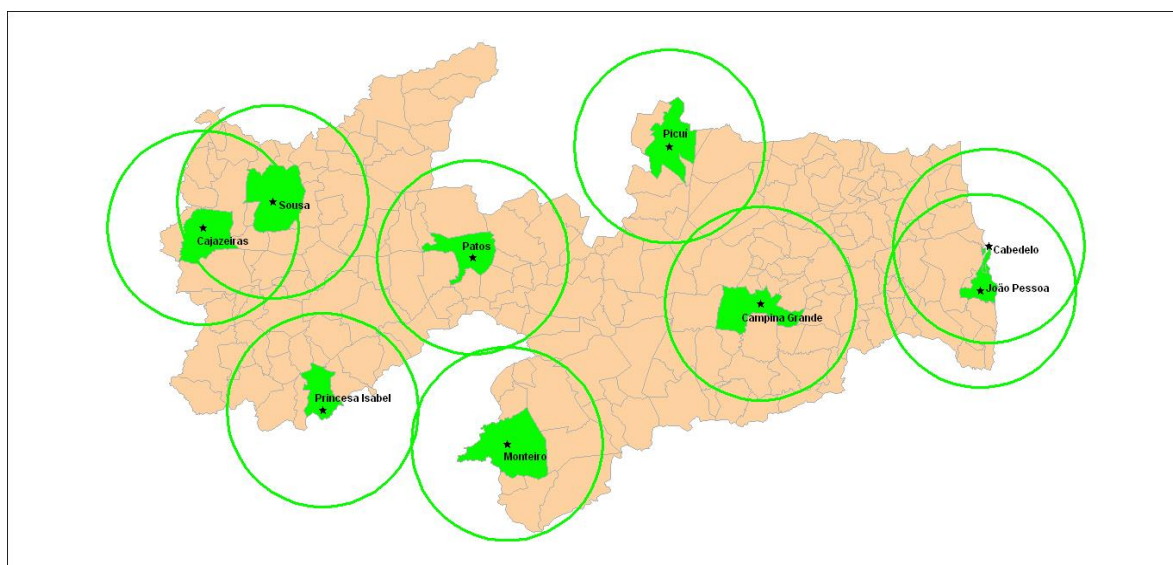 Picuí
Sousa
Cajazeiras
Patos
Cabedelo
João Pessoa
Campina Grande
Princesa Isabel
Monteiro